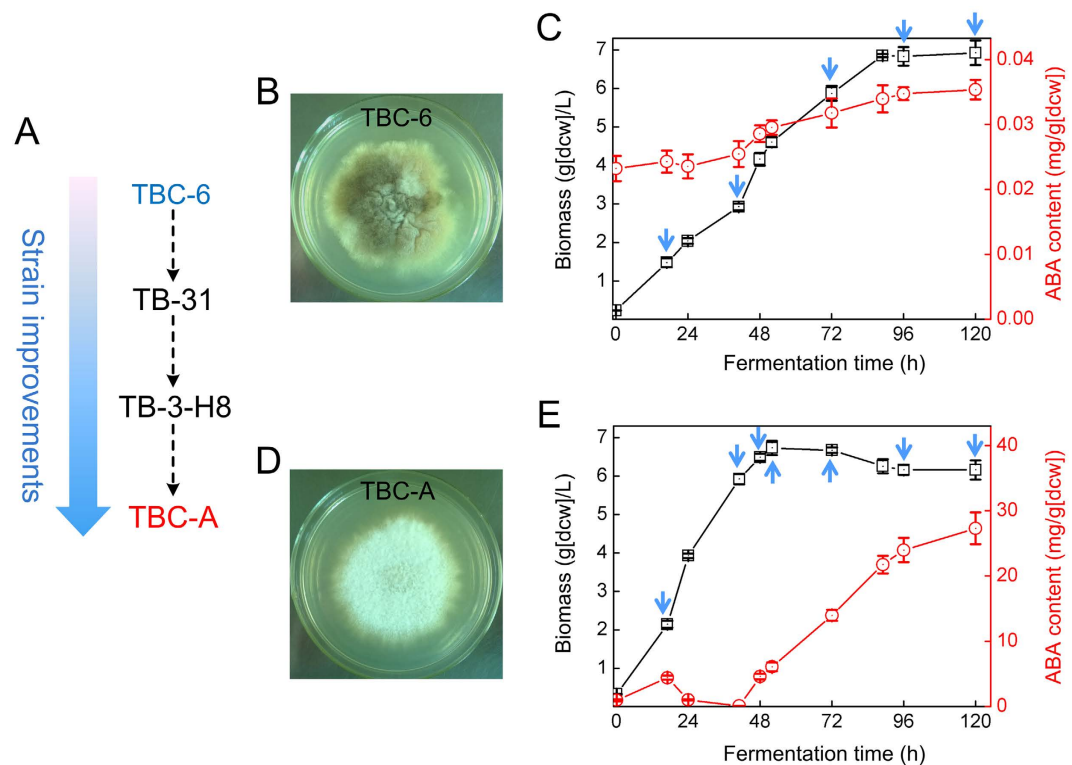 A
Strain improvements
TBC-6
TB-31
TB-3-H8
TBC-A
B
TBC-6
C
Biomass (g[dcw]/L)
7
6
5
4
3
2
1
0.04
0.03
0.02
0.01
0.00
ABA content (mg/g[dcw])
0 24 48 72 96 120
Fermentation time (h)
D
TBC-A
E
Biomass (g[dcw]/L)
7
6
5
4
3
2
1
40
30
20
10
0
ABA content (mg/g[dcw])
0 24 48 72 96 120
Fermentation time (h)